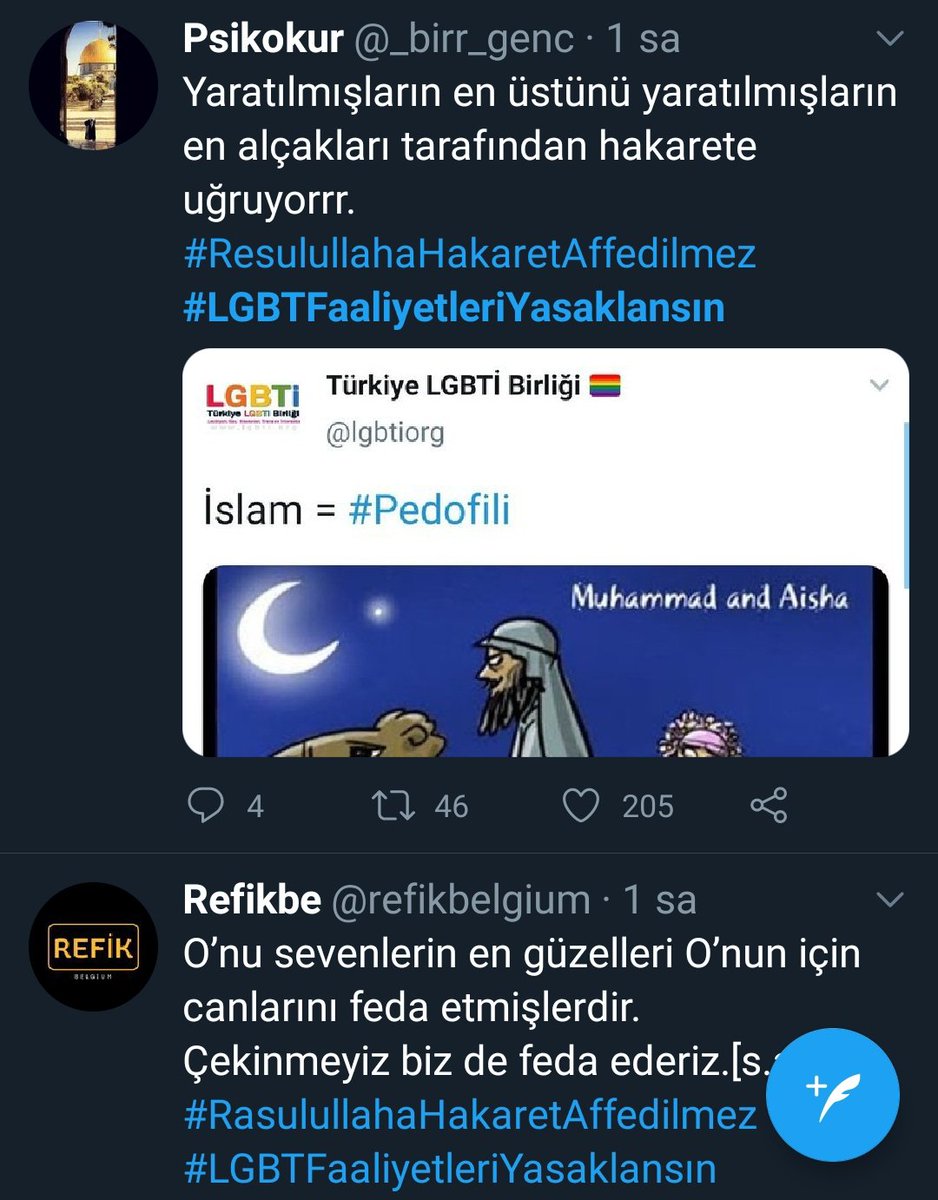 Psikokur @_birr_genc · 1 sa
Yaratılmışların en üstünü yaratılmışların
en alçakları tarafından hakarete
uğruyorrr.
#ResulullahaHakaretAffedilmez
#LGBTFaaliyetleriYasaklansın
LGBTi
Türkiye LGBTİ Birliği
Türkiye LGBTİ Birliği
@lgbtiorg
İslam = #Pedofili
Muhammad and Aisha
4 46 205
Refikbe @refikbelgium · 1 sa
REFİK
BELGIUM
O’nu sevenlerin en güzelleri O’nun için
canlarını feda etmişlerdir.
Çekinmeyiz biz de feda ederiz.[s.
#RasulullahaHakaretAffedilmez
#LGBTFaaliyetleriYasaklansın